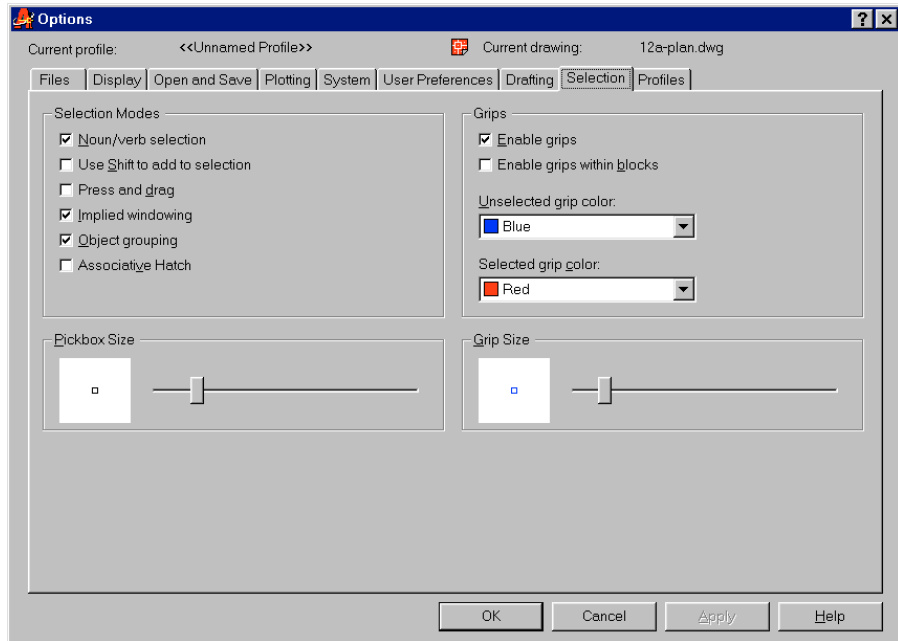 Options
Current profile: <<Unnamed Profile>> Current drawing: 12a-plan.dwg
Files Display Open and Save Plotting System User Preferences Drafting Selection Profiles
Selection Modes
Noun/verb selection
Use Shift to add to selection
Press and drag
Implied windowing
Object grouping
Associative Hatch
Grips
Enable grips
Enable grips within blocks
Unselected grip color:
Blue
Selected grip color:
Red
Pickbox Size
Grip Size
OK Cancel Apply Help